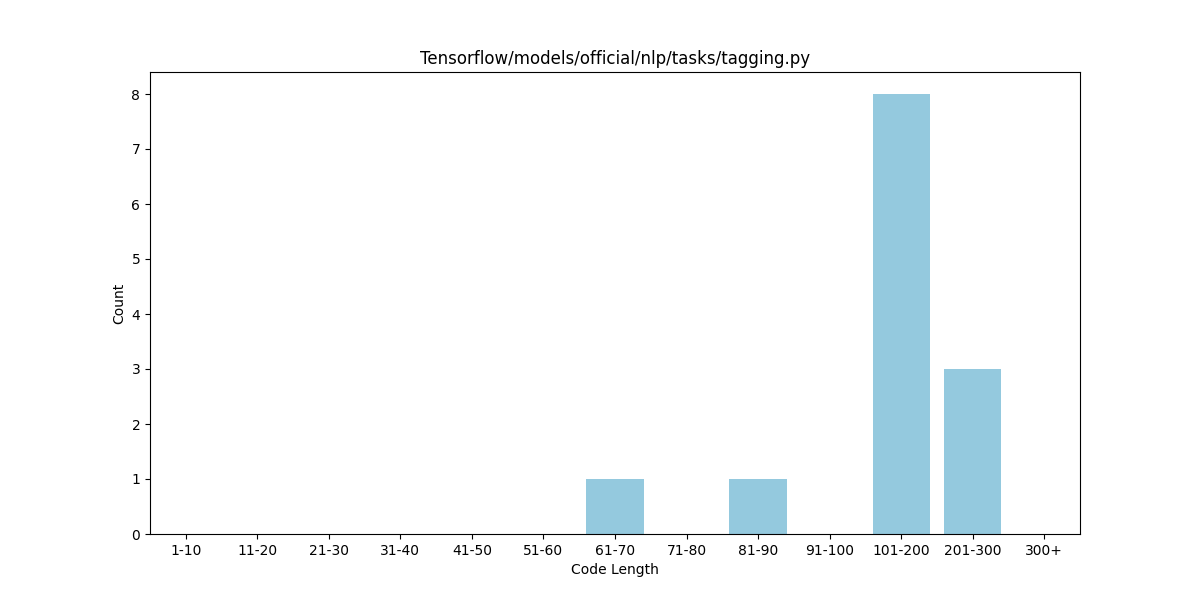 Tensorflow/models/official/nlp/tasks/tagging.py
Count
8
7
6
5
4
3
2
1
0
1-10 11-20 21-30 31-40 41-50 51-60 61-70 71-80 81-90 91-100 101-200 201-300 300+
Code Length